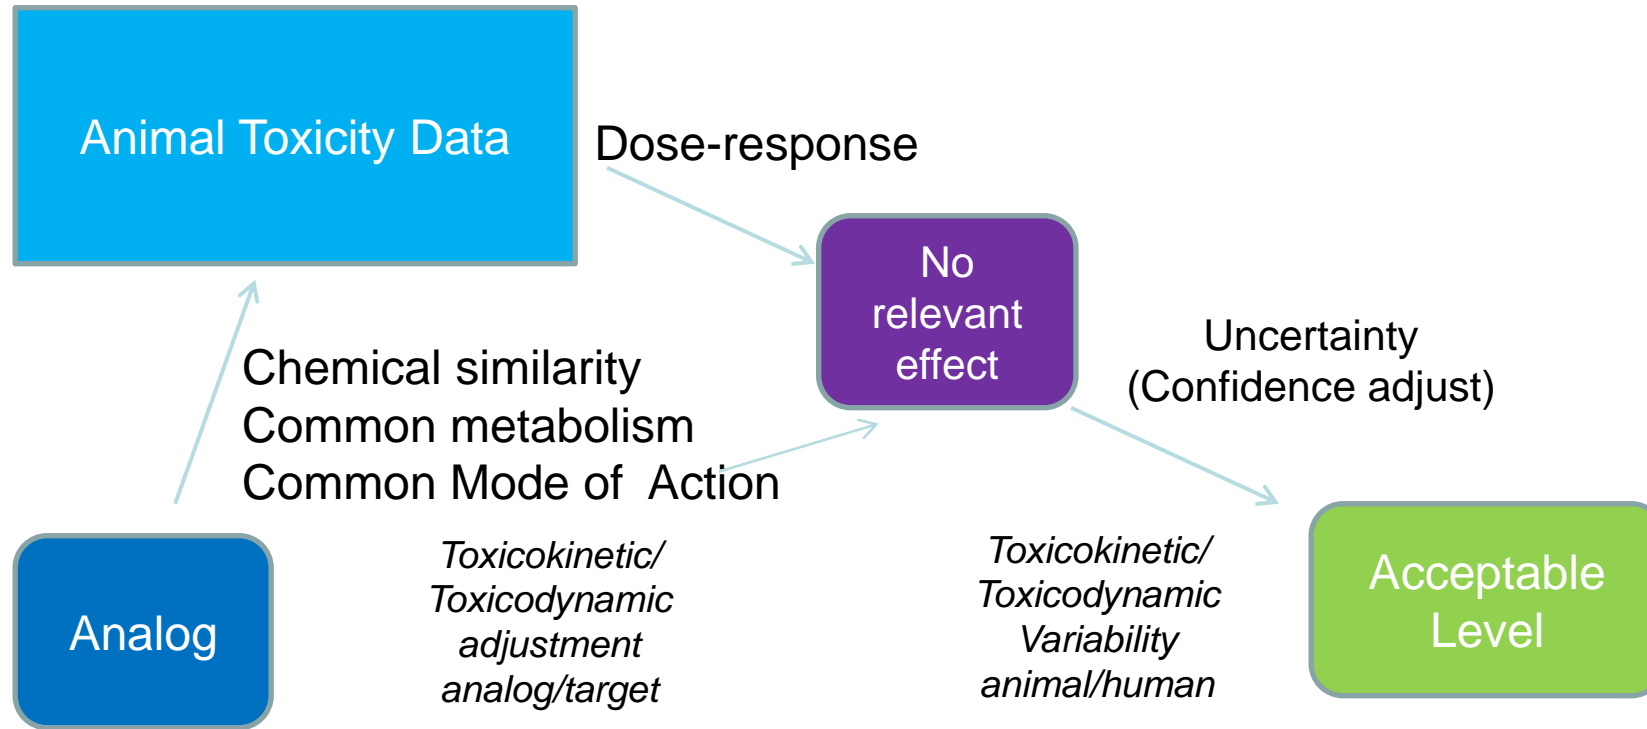 Animal Toxicity Data
Dose-response
No
relevant
effect
Uncertainty
(Confidence adjust)
Chemical similarity
Common metabolism
Common Mode of  Action
Analog
Toxicokinetic/
Toxicodynamic
adjustment
analog/target
Toxicokinetic/
Toxicodynamic
Variability
animal/human
Acceptable
Level